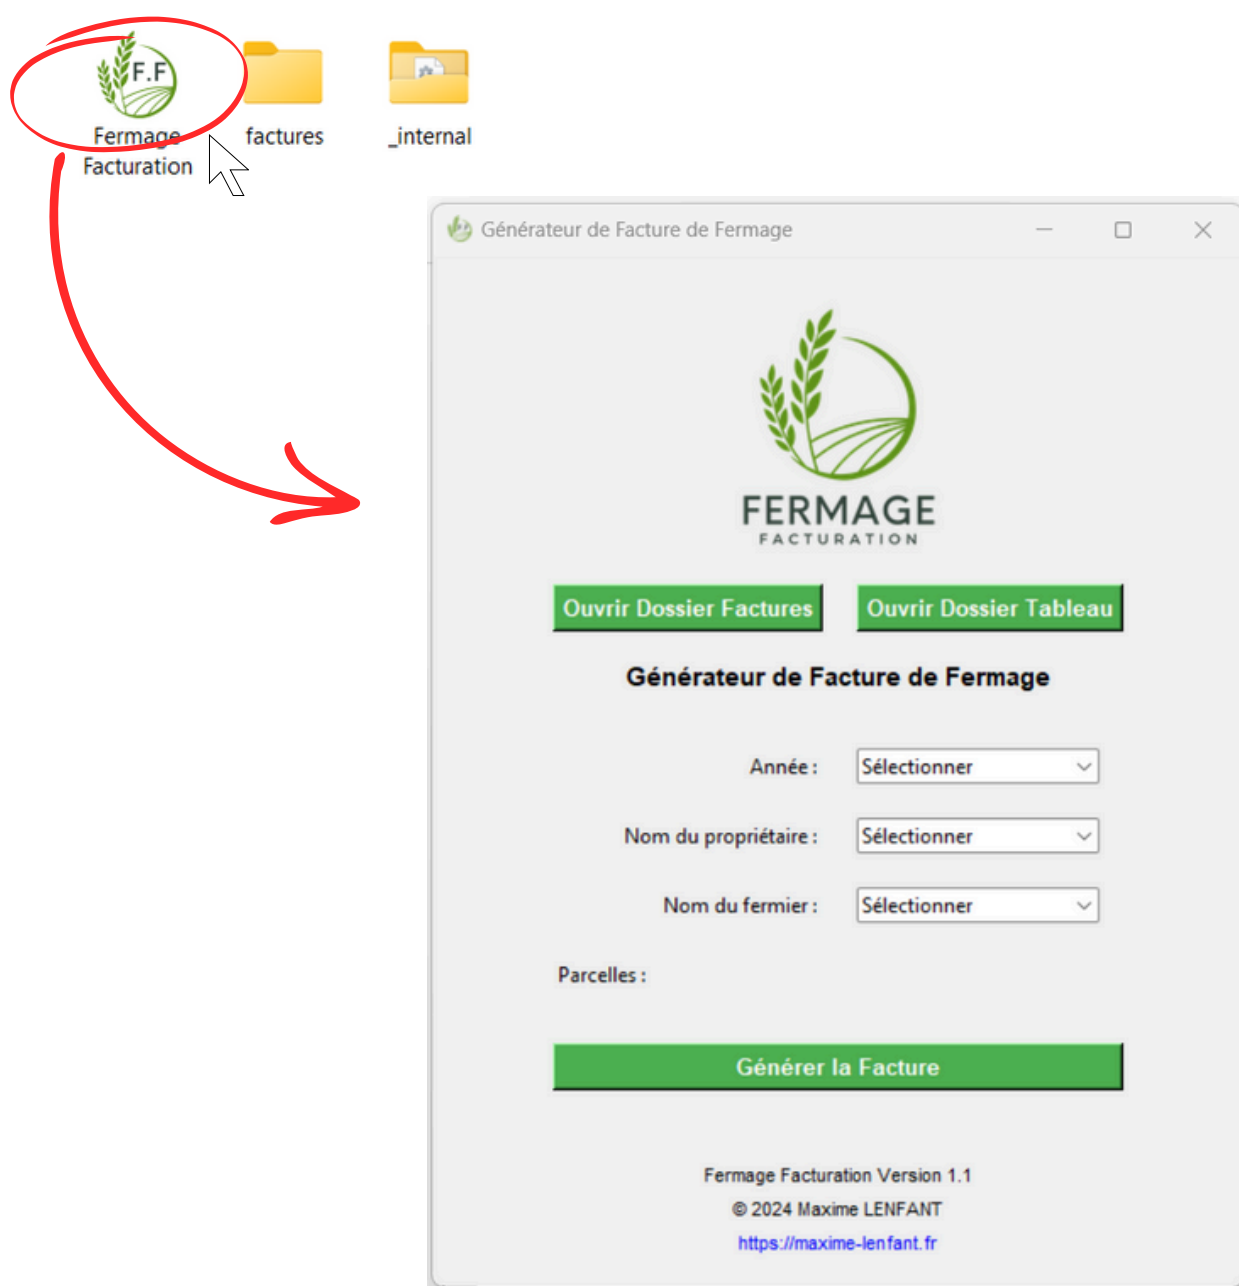 F.F
Fermage
Facturation
factures
_internal
Générateur de Facture de Fermage
FERMAGE
FACTURATION
Ouvrir Dossier Factures
Ouvrir Dossier Tableau
Générateur de Facture de Fermage
Année :
Sélectionner
Nom du propriétaire :
Sélectionner
Nom du fermier :
Sélectionner
Parcelles :
Générer la Facture
Fermage Facturation Version 1.1
© 2024 Maxime LENFANT
https://maxime-lenfant.fr